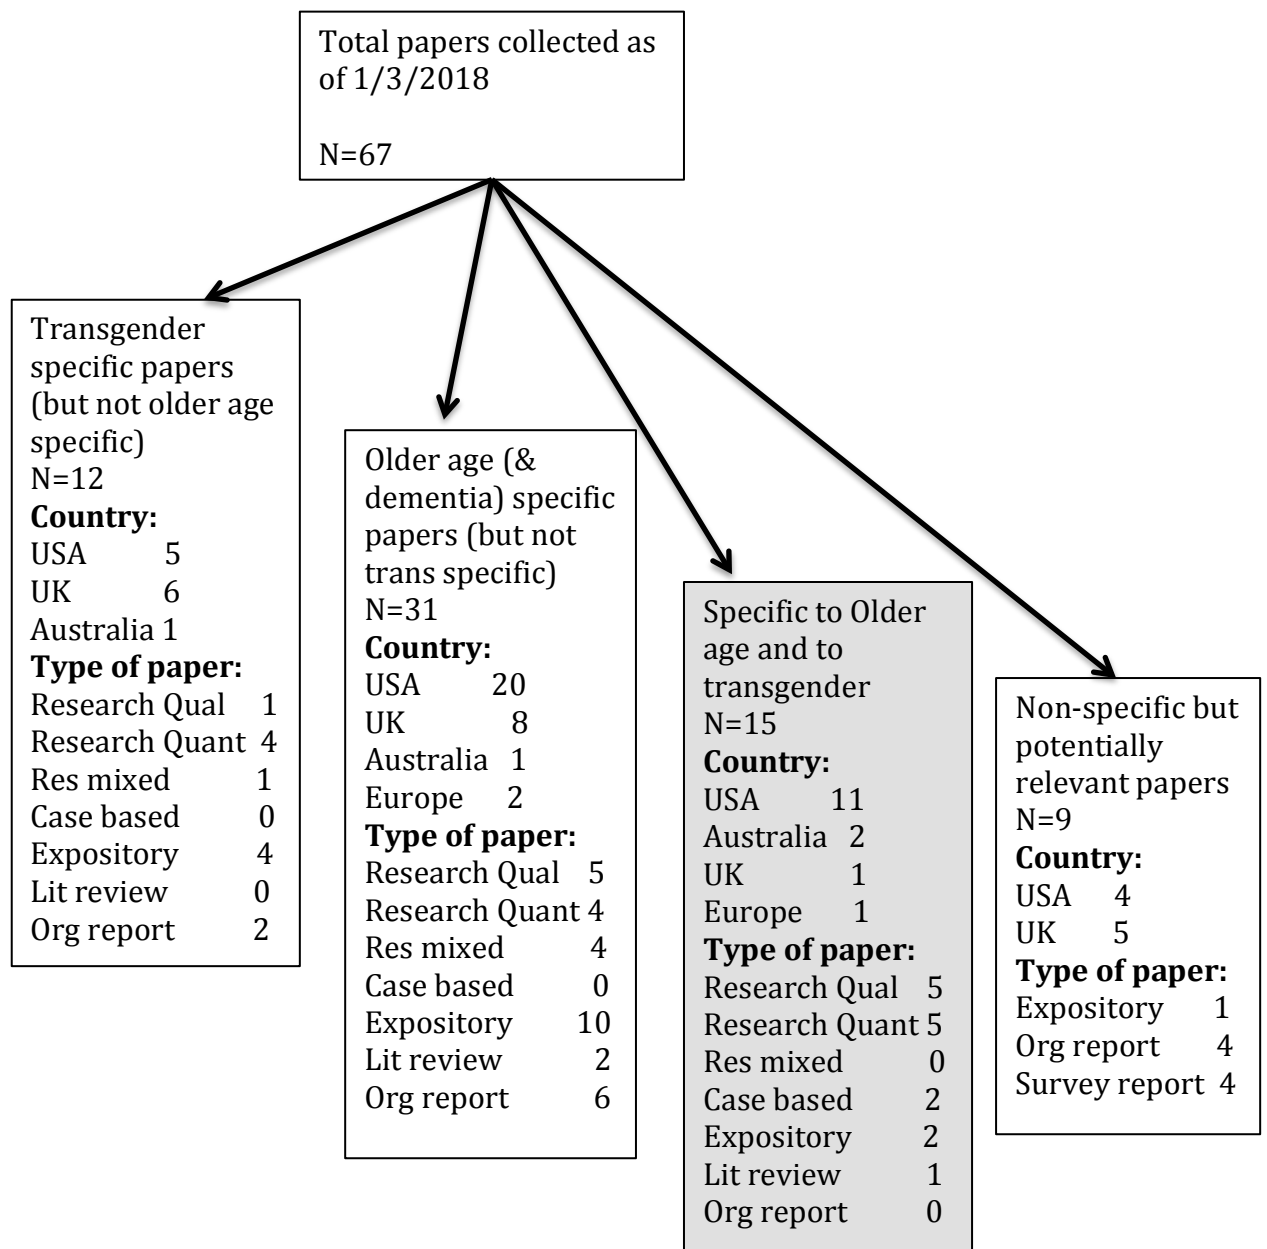 Total papers collected as
of 1/3/2018
N=67
Transgender
specific papers
(but not older age
specific)
N=12
Country:
USA 5
UK 6
Australia 1
Type of paper:
Research Qual 1
Research Quant 4
Res mixed 1
Case based 0
Expository 4
Lit review 0
Org report 2
Older age (&
dementia) specific
papers (but not
trans specific)
N=31
Country:
USA 20
UK 8
Australia 1
Europe 2
Type of paper:
Research Qual 5
Research Quant 4
Res mixed 4
Case based 0
Expository 10
Lit review 2
Org report 6
Specific to Older
age and to
transgender
N=15
Country:
USA 11
Australia 2
UK 1
Europe 1
Type of paper:
Research Qual 5
Research Quant 5
Res mixed 0
Case based 2
Expository 2
Lit review 1
Org report 0
Non-specific but
potentially
relevant papers
N=9
Country:
USA 4
UK 5
Type of paper:
Expository 1
Org report 4
Survey report 4